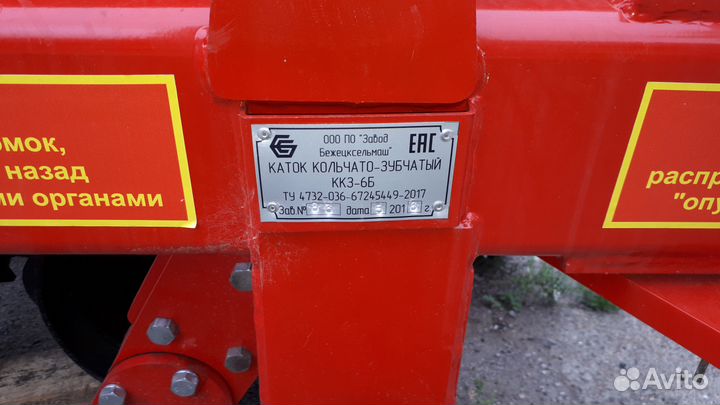 омок,
назад
ми органами
ООО ПО "Завод
Бежецксельмаш"
EAC
КАТОК КОЛЬЧАТО-ЗУБЧАТЫЙ
ККЗ-6Б
ТУ 4732-036-67245449-2017
Зав.№ дата 201 г.
распр
"опу
Avito